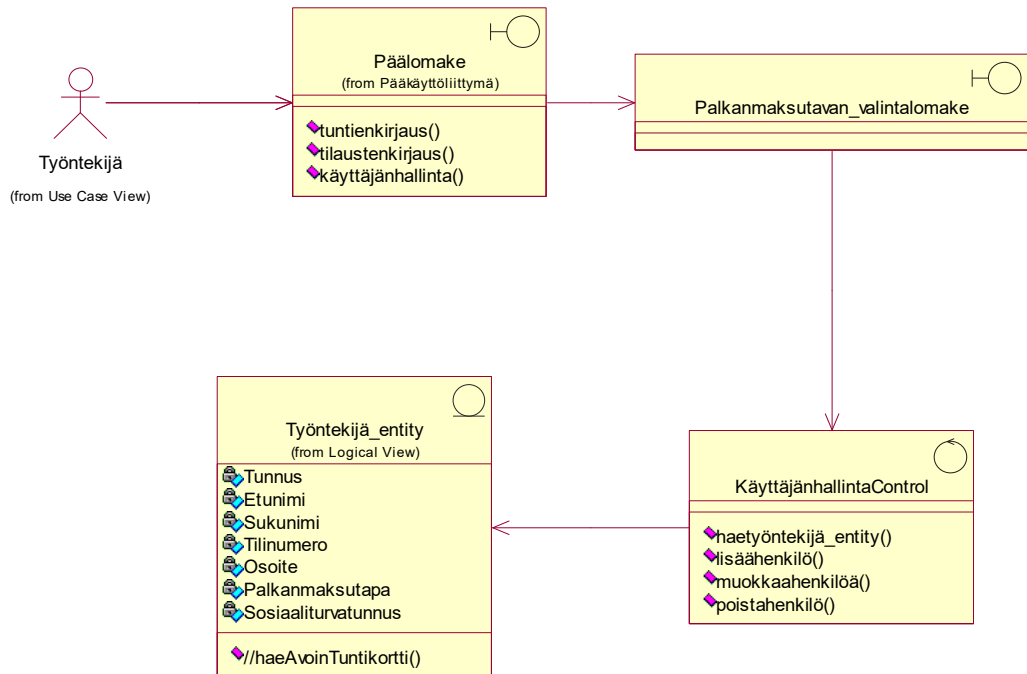 Työntekijä
(from Use Case View)
Päälomake
(from Pääkäyttöliittymä)
tuntienkirjaus()
tilaustenkirjaus()
käyttäjänhallinta()
Palkanmaksutavan_valintalomake
Työntekijä_entity
(from Logical View)
Tunnus
Etunimi
Sukunimi
Tilinumero
Osoite
Palkanmaksutapa
Sosiaaliturvatunnus
//haeAvoinTuntikortti()
KäyttäjänhallintaControl
haetyöntekijä_entity()
lisäähenkilö()
muokkaahenkilöä()
poistahenkilö()